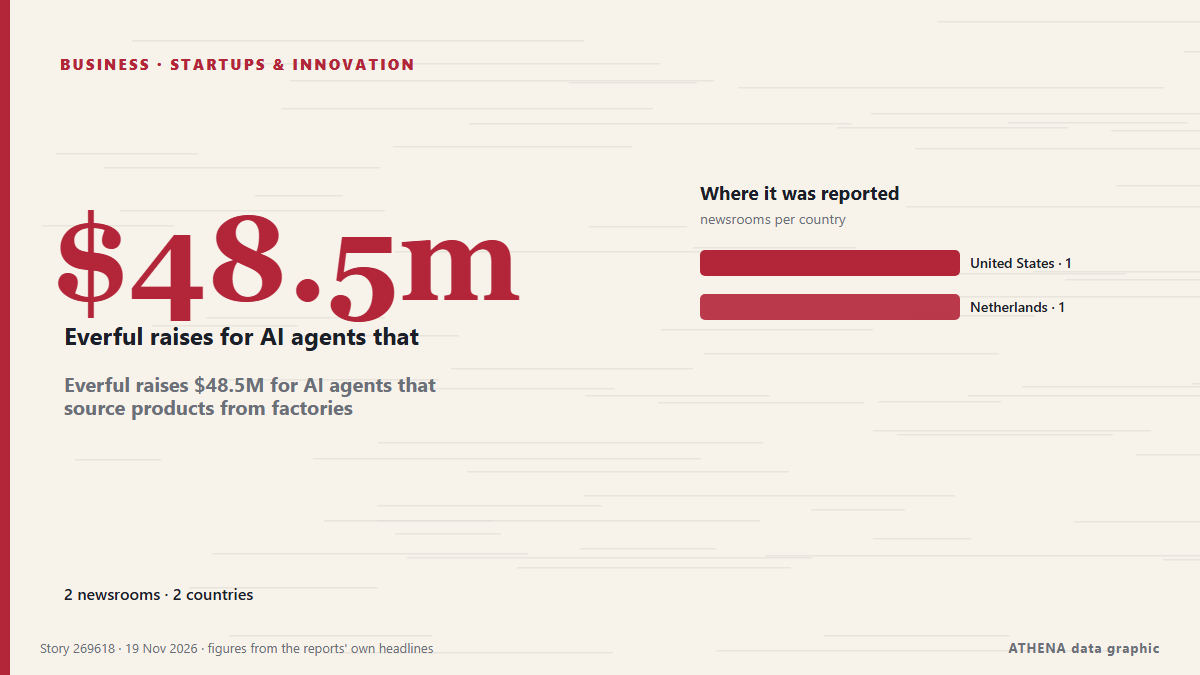 BUSINESS · STARTUPS & INNOVATION
$48.5m
Everful raises for AI agents that
Everful raises $48.5M for AI agents that
source products from factories
Where it was reported
newsrooms per country
United States · 1
Netherlands · 1
2 newsrooms · 2 countries
Story 269618 · 19 Nov 2026 · figures from the reports' own headlines
ATHENA data graphic